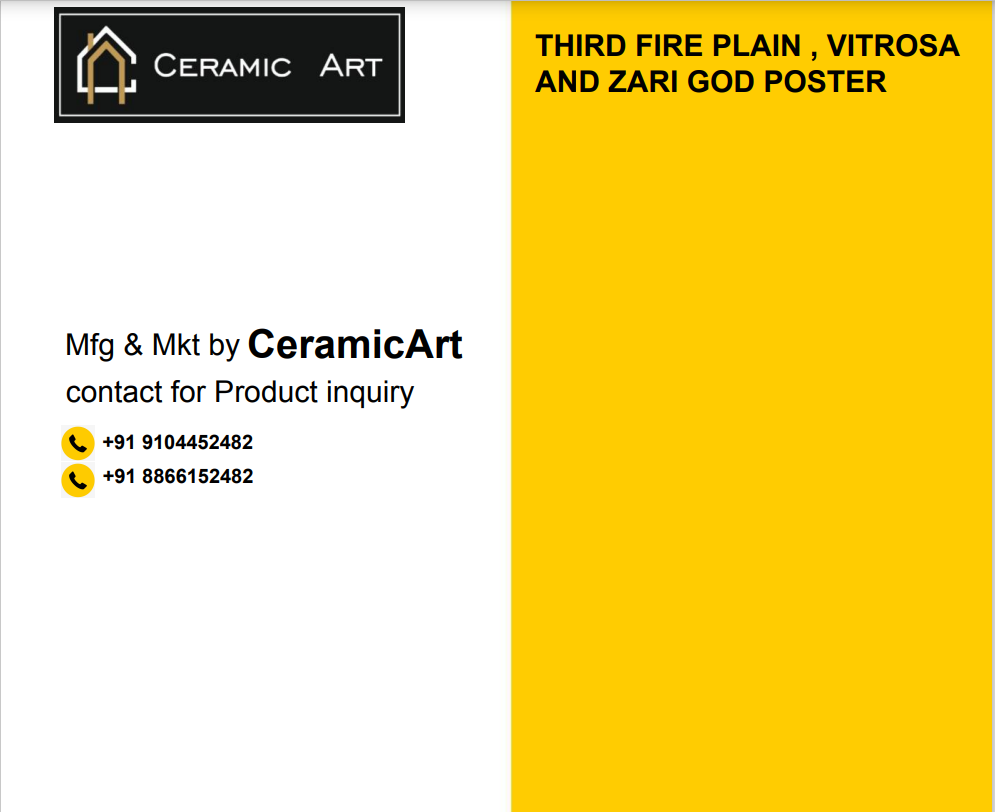 CERAMIC ART
Mfg & Mkt by CeramicArt
contact for Product inquiry
+91 9104452482
+91 8866152482
THIRD FIRE PLAIN , VITROSA
AND ZARI GOD POSTER